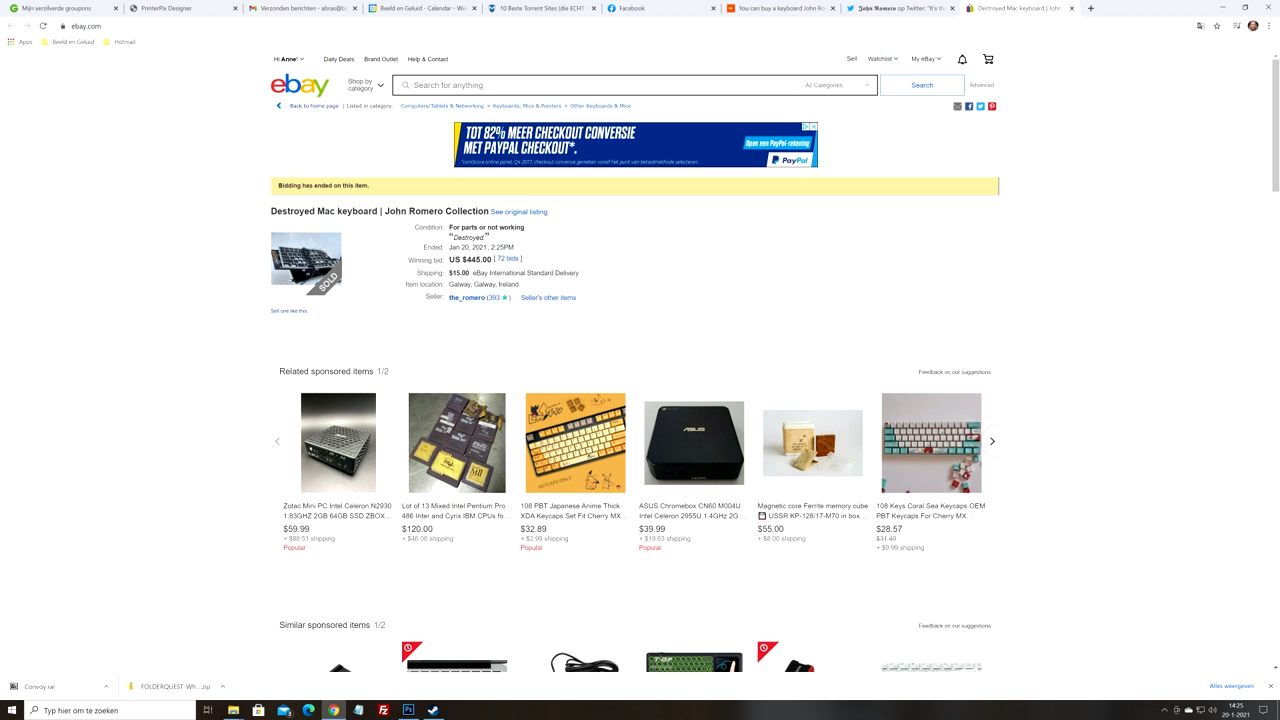 Mijn verzilverde groupons
PrinterPix Designer
Verzonden berichten - abras@b
Beeld en Geluid - Calendar - We
10 Beste Torrent Sites (die ECHT
Facebook
You can buy a keyboard John Ro
John Romero on Twitter: "It's th
Destroyed Mac keyboard | John
ebay.com
Apps
Beeld en Geluid
Hotmail
Hi Anne!
Daily Deals
Brand Outlet
Help & Contact
Sell
Watchlist
My eBay
ebay
Shop by category
Search for anything
All Categories
Search
Advanced
Back to home page | Listed in category: Computers/Tablets & Networking > Keyboards, Mice & Pointers > Other Keyboards & Mice
TOT 82% MEER CHECKOUT CONVERSIE
MET PAYPAL CHECKOUT*.
*comScore online panel, Q4 2017, checkout conversie gemeten vanaf het punt van betaalmethode selecteren.
Open een PayPal-rekening
PayPal
Bidding has ended on this item.
Destroyed Mac keyboard | John Romero Collection See original listing
SOLD
Sell one like this
Condition: For parts or not working
"Destroyed."
Ended: Jan 20, 2021, 2:25PM
Winning bid: US $445.00 [ 72 bids ]
Shipping: $15.00 eBay International Standard Delivery
Item location: Galway, Galway, Ireland
Seller: the_romero (393 ★) Seller's other items
Related sponsored items 1/2
Feedback on our suggestions
/ISUS
KEYCAPS ONLY
Zotac Mini PC Intel Celeron N2930
1.83GHZ 2GB 64GB SSD ZBOX...
$59.99
+ $88.51 shipping
Popular
Lot of 13 Mixed Intel Pentium Pro
486 Inter and Cyrix IBM CPUs fo...
$120.00
+ $46.00 shipping
108 PBT Japanese Anime Thick
XDA Keycaps Set Fit Cherry MX...
$32.89
+ $2.99 shipping
Popular
ASUS Chromebox CN60 M004U
Intel Celeron 2955U 1.4GHz 2G...
$39.99
+ $19.63 shipping
Popular
Magnetic core Ferrite memory cube
USSR KP-128/17-M70 in box ...
$55.00
+ $8.00 shipping
108 Keys Coral Sea Keycaps OEM
PBT Keycaps For Cherry MX...
$28.57
$31.40
+ $9.99 shipping
Similar sponsored items 1/2
Feedback on our suggestions
Convoy.rar
FOLDERQUEST-Wh....zip
Alles weergeven
Typ hier om te zoeken
14:25
20-1-2021